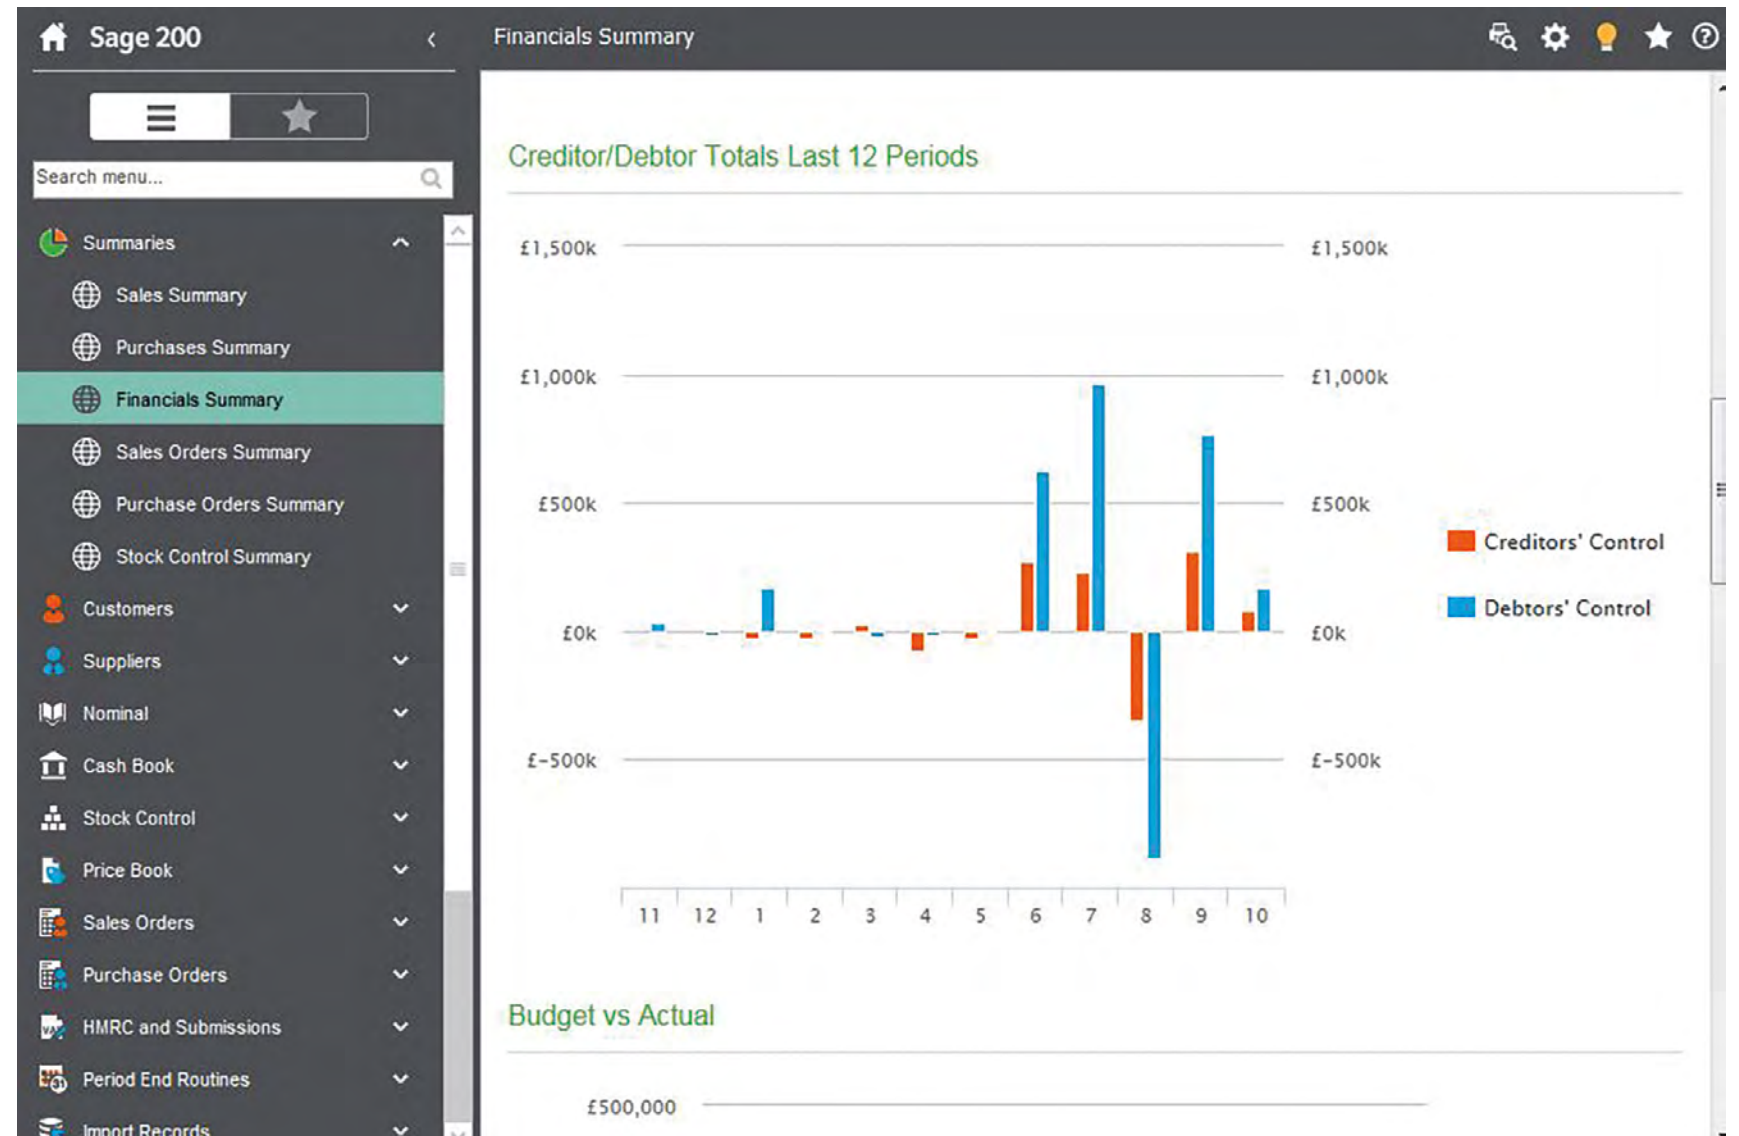 Sage 200
Financials Summary
Search menu...
Summaries
Sales Summary
Purchases Summary
Financials Summary
Sales Orders Summary
Purchase Orders Summary
Stock Control Summary
Customers
Suppliers
Nominal
Cash Book
Stock Control
Price Book
Sales Orders
Purchase Orders
HMRC and Submissions
Period End Routines
Import Records
Creditor/Debtor Totals Last 12 Periods
£1,500k £1,500k
£1,000k £1,000k
£500k £500k
£0k £0k
£-500k £-500k
11 12 1 2 3 4 5 6 7 8 9 10
Creditors' Control
Debtors' Control
Budget vs Actual
£500,000